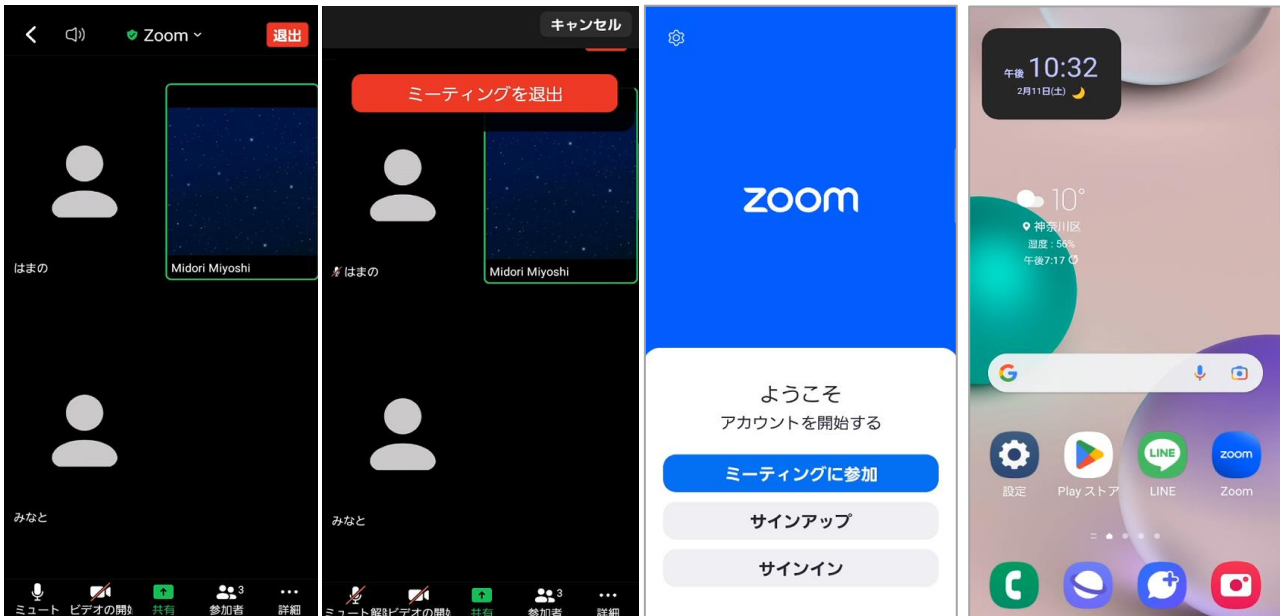 Zoom
退出
はまの
Midori Miyoshi
みなと
ミュート
ビデオの開始
共有
3
参加者
詳細
キャンセル
ミーティングを退出
はまの
Midori Miyoshi
みなと
ミュート解除
ビデオの開始
共有
3
参加者
詳細
zoom
ようこそ
アカウントを開始する
ミーティングに参加
サインアップ
サインイン
午後 10:32
2月11日(土)
10°
神奈川区
湿度 : 56%
午後7:17
G
LINE
zoom
設定
Play ストア
LINE
Zoom